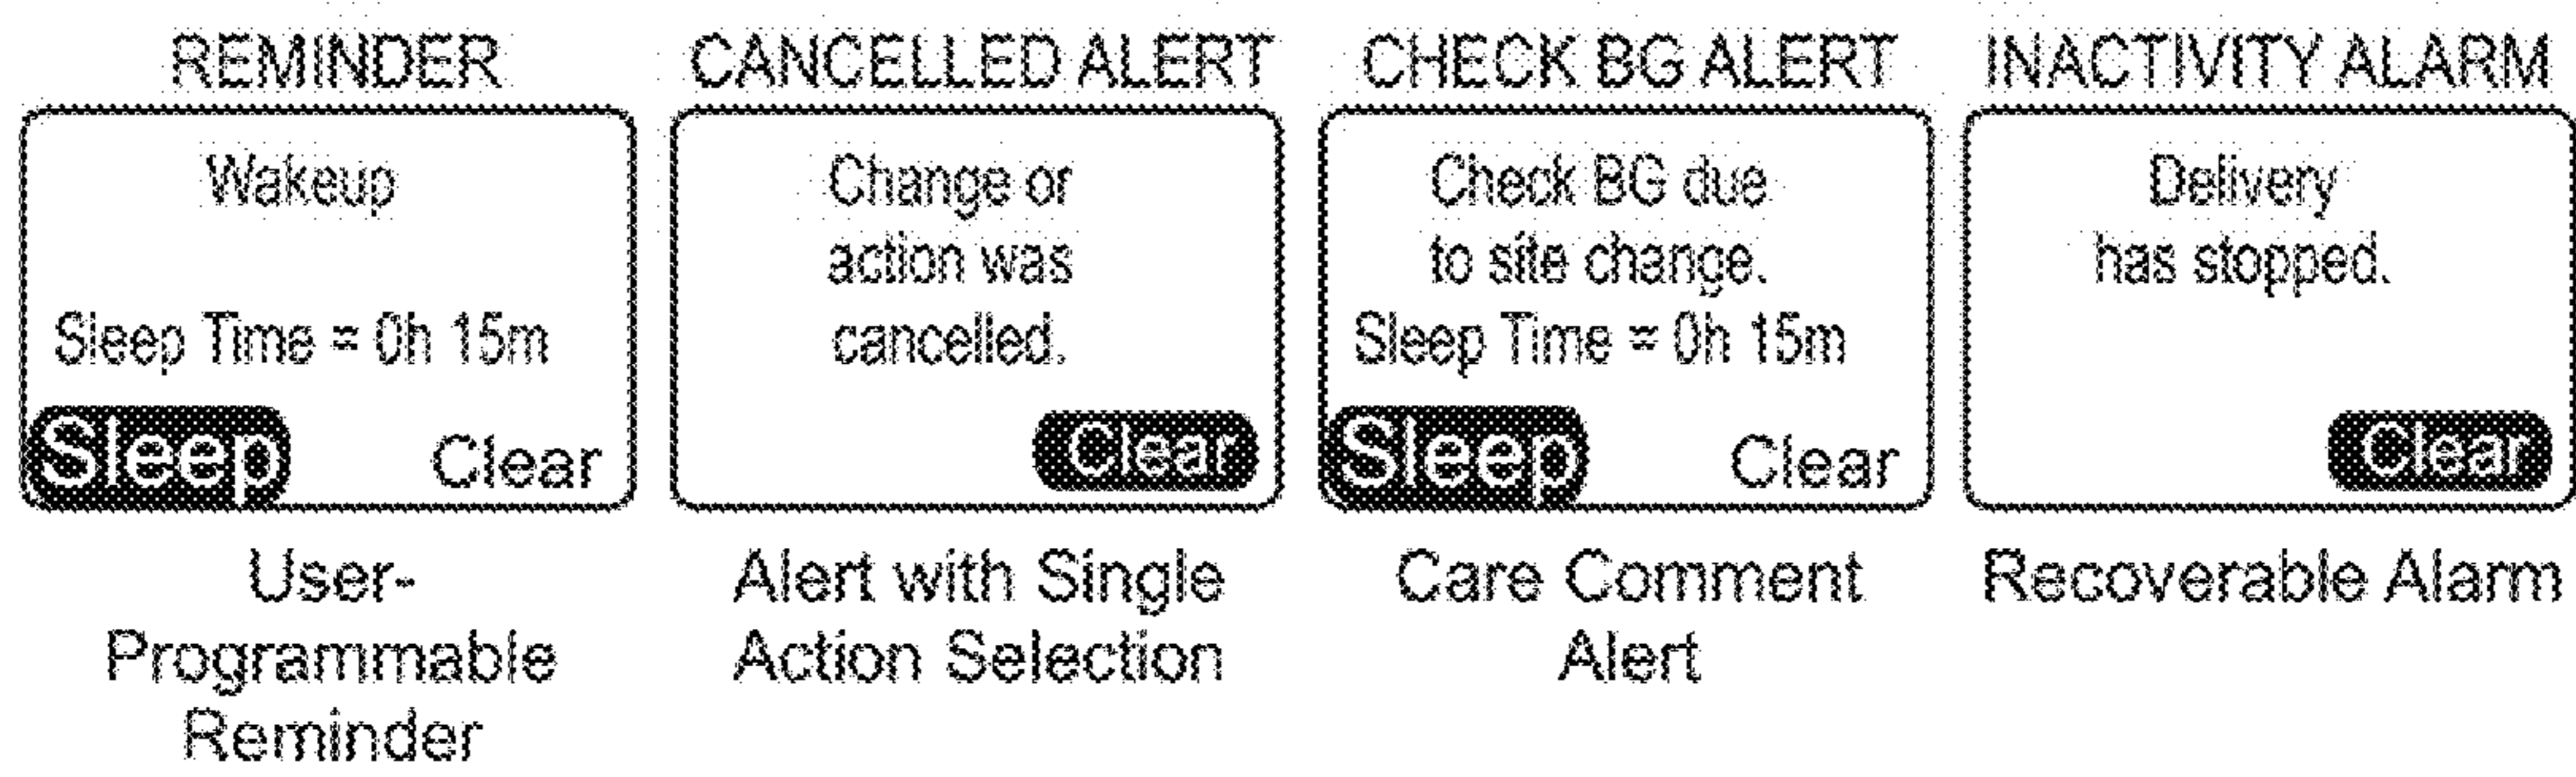 REMINDER
Wakeup
Sleep Time = 0h 15m
Sleep Clear
User-
Programmable
Reminder
CANCELLED ALERT
Change or
action was
cancelled.
Clear
Alert with Single
Action Selection
CHECK BG ALERT
Check BG due
to site change.
Sleep Time = 0h 15m
Sleep Clear
Care Comment
Alert
INACTIVITY ALARM
Delivery
has stopped.
Clear
Recoverable Alarm